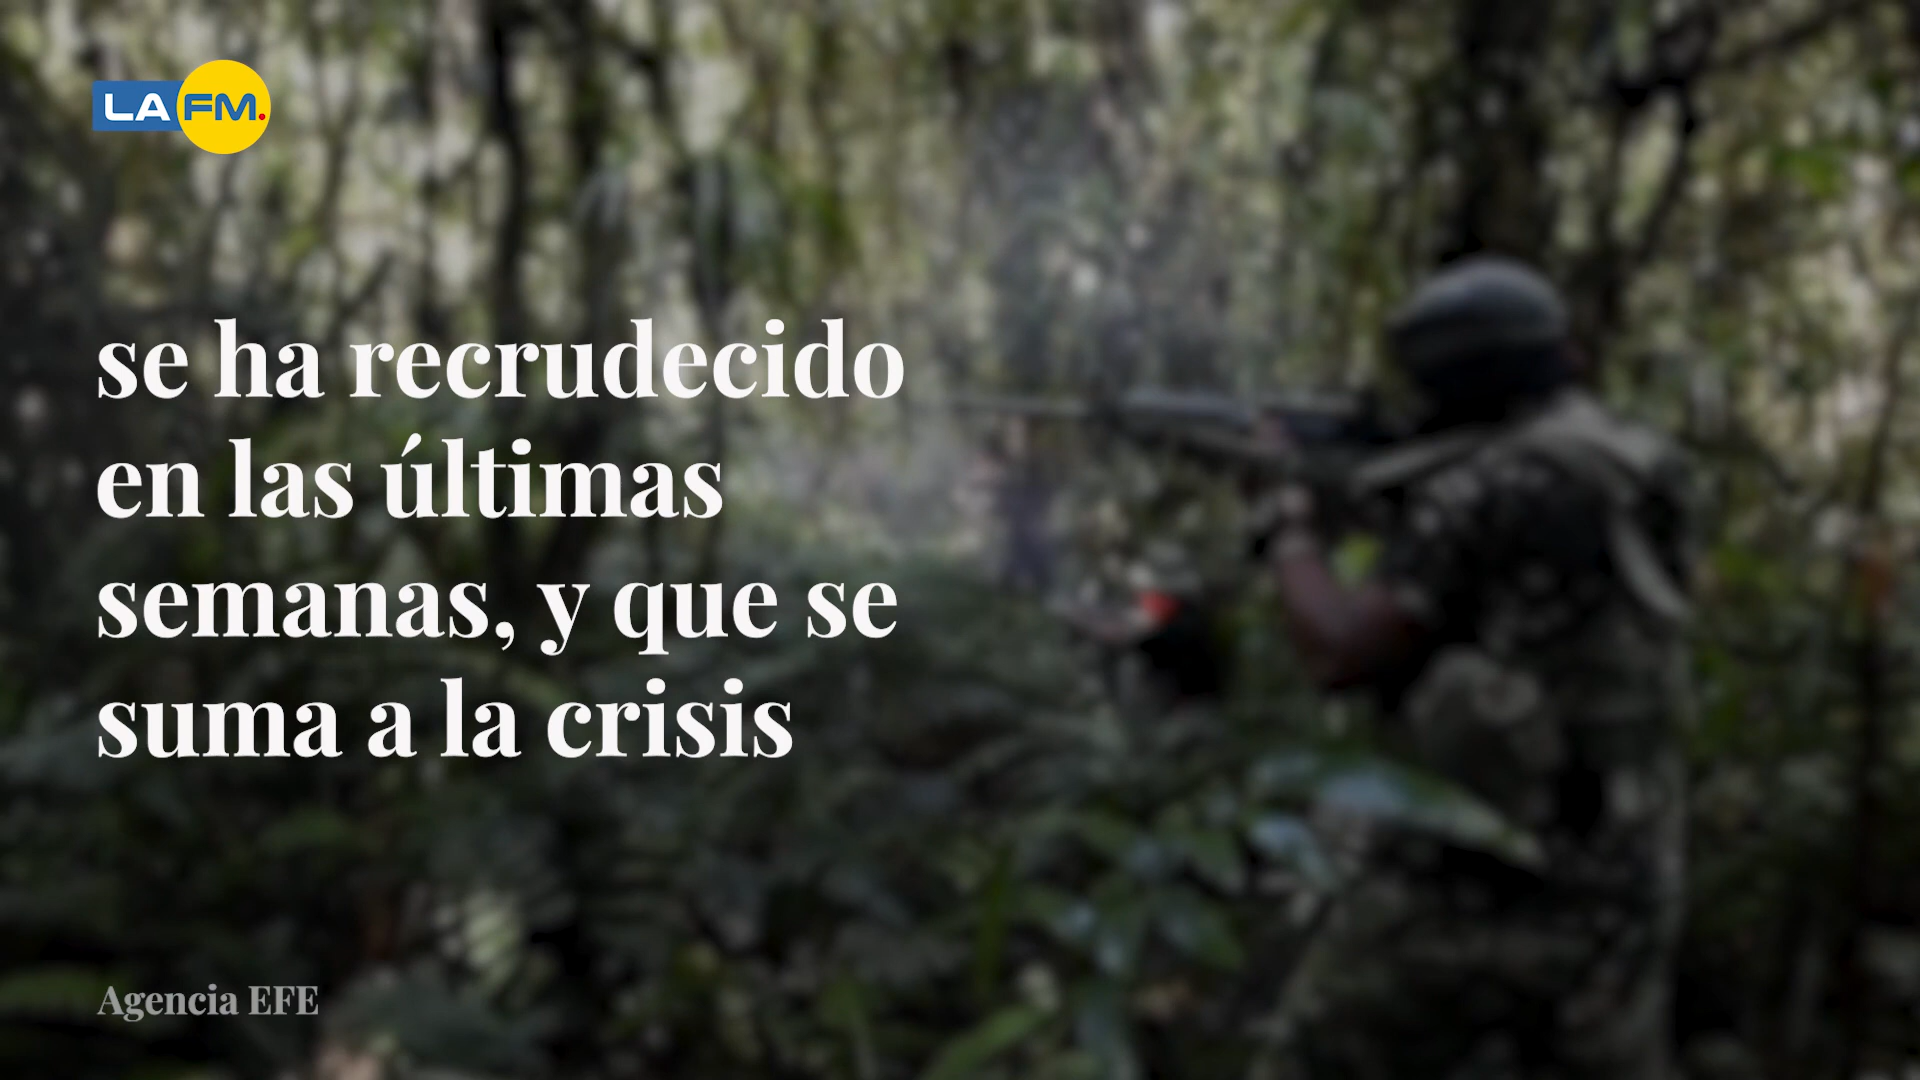 LA FM.
se ha recrudecido
en las últimas
semanas, y que se
suma a la crisis
Agencia EFE